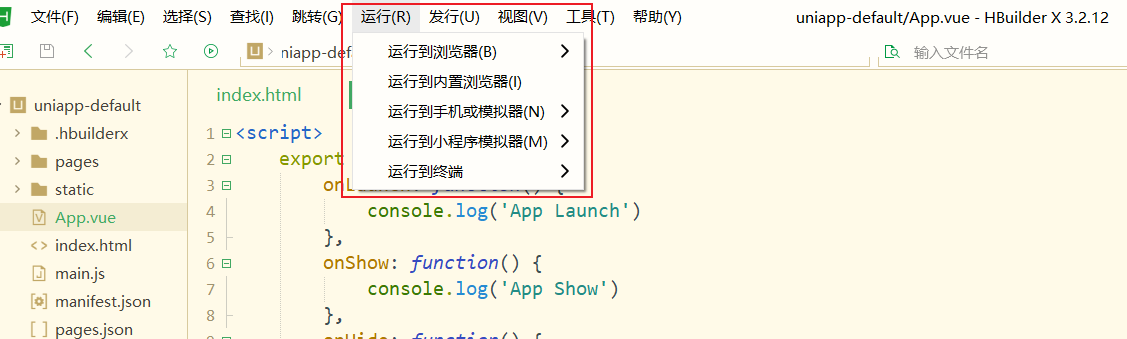 文件(F) 编辑(E) 选择(S) 查找(I) 跳转(G) 运行(R) 发行(U) 视图(V) 工具(T) 帮助(Y) uniapp-default/App.vue - HBuilder X 3.2.12
niapp-defa 输入文件名
运行到浏览器(B)
运行到内置浏览器(I)
运行到手机或模拟器(N)
运行到小程序模拟器(M)
运行到终端
uniapp-default
.hbuilderx
pages
static
App.vue
index.html
main.js
manifest.json
pages.json
index.html
1 <script>
2 export
3 onLaunch: function() {
4 console.log('App Launch')
5 },
6 onShow: function() {
7 console.log('App Show')
8 },
onHide: function() {